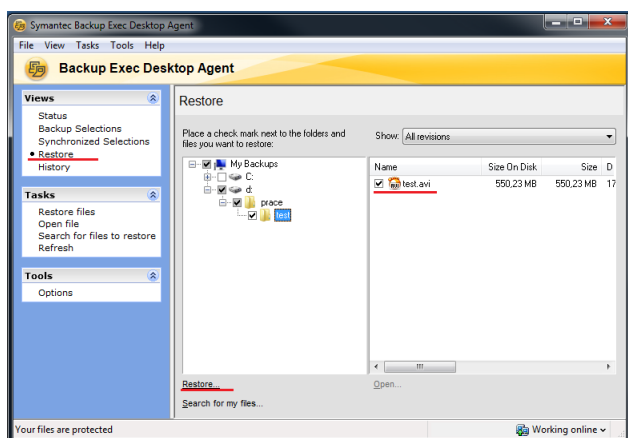 Symantec Backup Exec Desktop Agent
File View Tasks Tools Help
Backup Exec Desktop Agent
Views
Status
Backup Selections
Synchronized Selections
Restore
History
Tasks
Restore files
Open file
Search for files to restore
Refresh
Tools
Options
Restore
Place a check mark next to the folders and
files you want to restore:
Show: All revisions
My Backups
C:
d:
prace
test
Name Size On Disk Size D
test.avi 550,23 MB 550,23 MB 17
Restore...
Open...
Search for my files...
Your files are protected
Working online